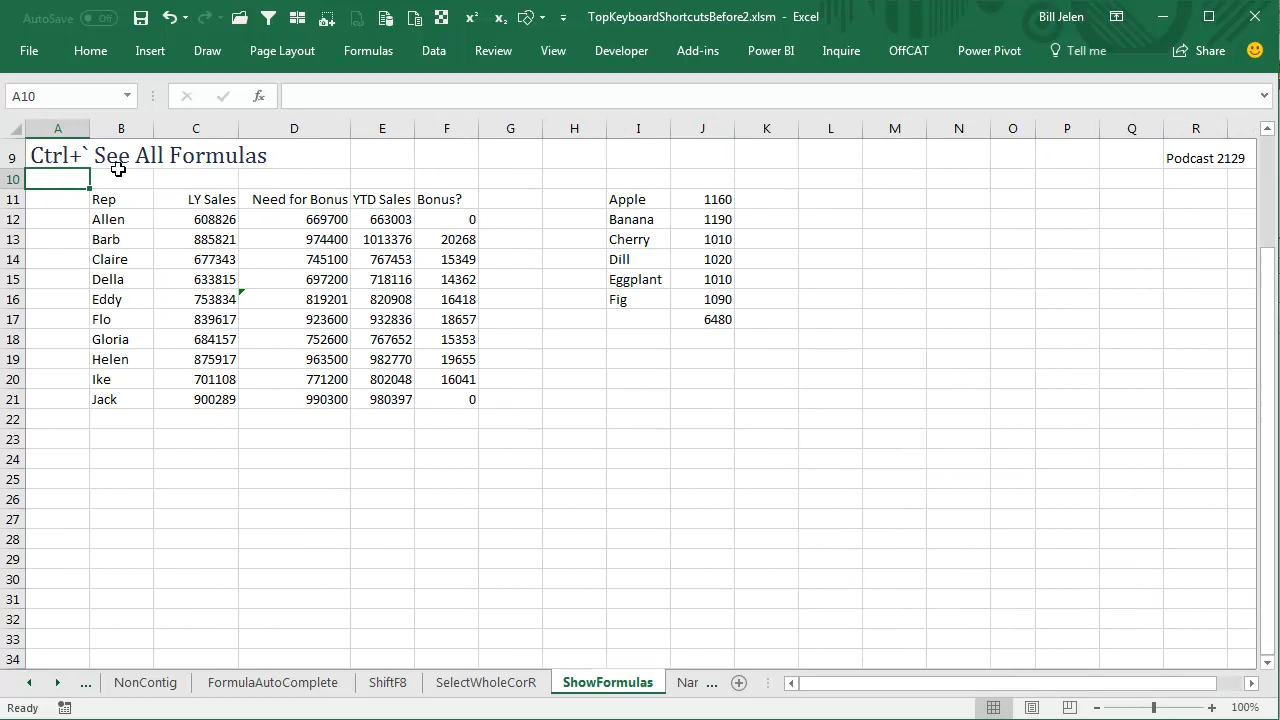 AutoSave Off TopKeyboardShortcutsBefore2.xlsm - Excel Bill Jelen
File Home Insert Draw Page Layout Formulas Data Review View Developer Add-ins Power BI Inquire OffCAT Power Pivot Tell me Share
A10 fx
A B C D E F G H I J K L M N O P Q R
9 Ctrl+` See All Formulas Podcast 2129
10
11 Rep LY Sales Need for Bonus YTD Sales Bonus? Apple 1160
12 Allen 608826 669700 663003 0 Banana 1190
13 Barb 885821 974400 1013376 20268 Cherry 1010
14 Claire 677343 745100 767453 15349 Dill 1020
15 Della 633815 697200 718116 14362 Eggplant 1010
16 Eddy 753834 819201 820908 16418 Fig 1090
17 Flo 839617 923600 932836 18657 6480
18 Gloria 684157 752600 767652 15353
19 Helen 875917 963500 982770 19655
20 Ike 701108 771200 802048 16041
21 Jack 900289 990300 980397 0
22
23
24
25
26
27
28
29
30
31
32
33
34
... NonContig FormulaAutoComplete ShiftF8 SelectWholeCorR ShowFormulas Nar ...
Ready 100%